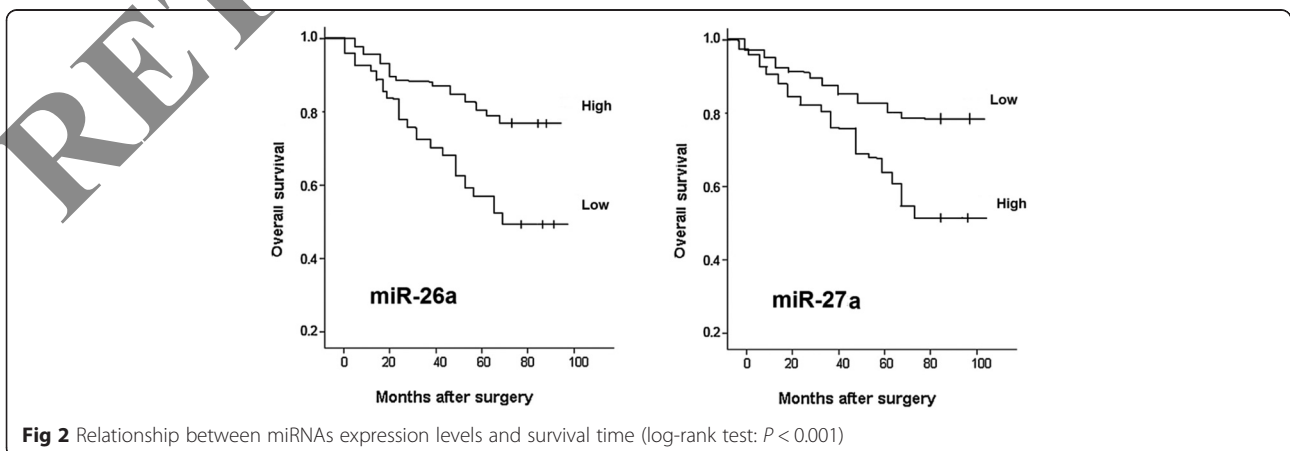 RET
1.0
0.8
0.6
0.4
0.2
Overall survival
High
Low
miR-26a
0 20 40 60 80 100
Months after surgery
1.0
0.8
0.6
0.4
0.2
Overall survival
Low
High
miR-27a
0 20 40 60 80 100
Months after surgery
Fig 2 Relationship between miRNAs expression levels and survival time (log-rank test: P < 0.001)